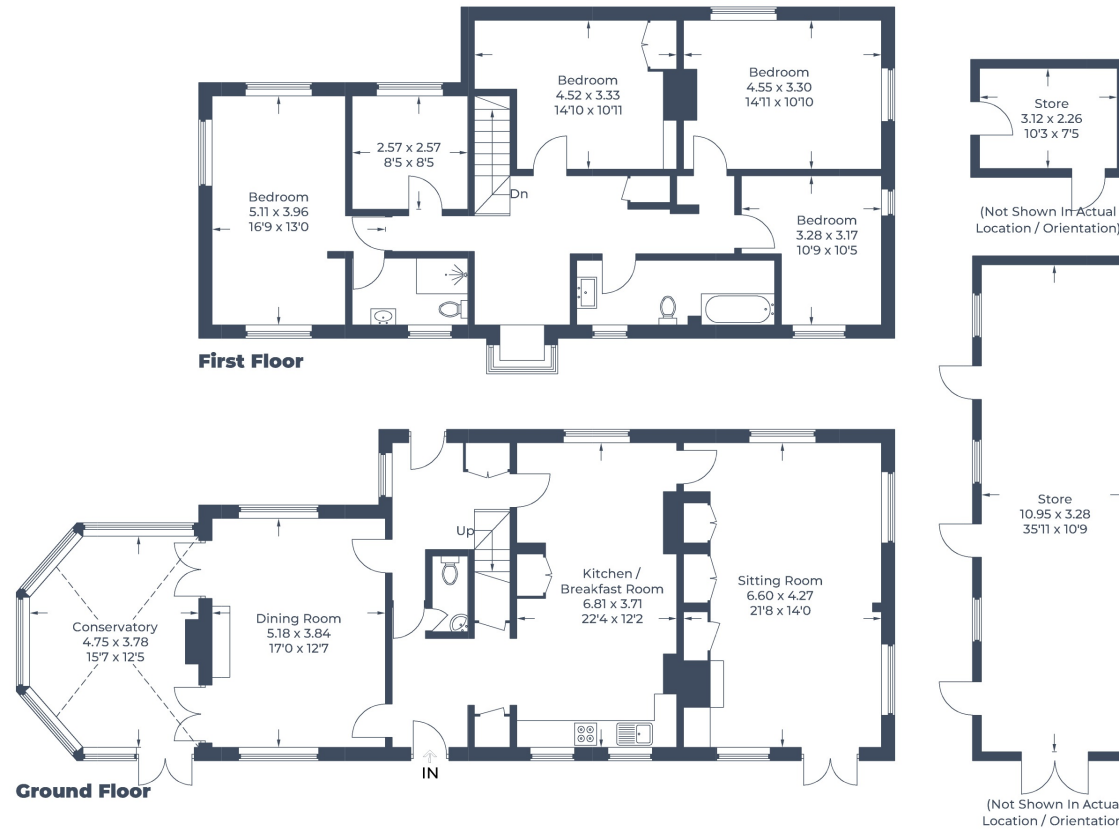 Bedroom
4.52 x 3.33
14'10 x 10'11
Bedroom
4.55 x 3.30
14'11 x 10'10
Store
3.12 x 2.26
10'3 x 7'5
(Not Shown In Actual
Location / Orientation)
2.57 x 2.57
8'5 x 8'5
Bedroom
5.11 x 3.96
16'9 x 13'0
Dn
Bedroom
3.28 x 3.17
10'9 x 10'5
First Floor
Up
Kitchen /
Breakfast Room
6.81 x 3.71
22'4 x 12'2
Sitting Room
6.60 x 4.27
21'8 x 14'0
Conservatory
4.75 x 3.78
15'7 x 12'5
Dining Room
5.18 x 3.84
17'0 x 12'7
IN
Ground Floor
Store
10.95 x 3.28
35'11 x 10'9
(Not Shown In Actua
Location / Orientation